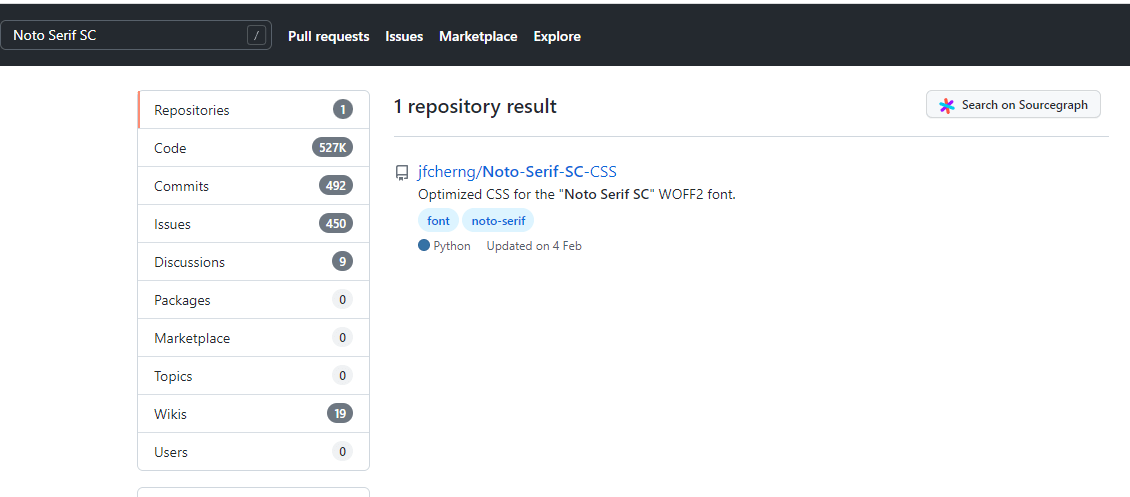 Noto Serif SC /
Pull requests Issues Marketplace Explore
Repositories 1
Code 527K
Commits 492
Issues 450
Discussions 9
Packages 0
Marketplace 0
Topics 0
Wikis 19
Users 0
1 repository result
Search on Sourcegraph
jfcherng/Noto-Serif-SC-CSS
Optimized CSS for the "Noto Serif SC" WOFF2 font.
font noto-serif
Python Updated on 4 Feb